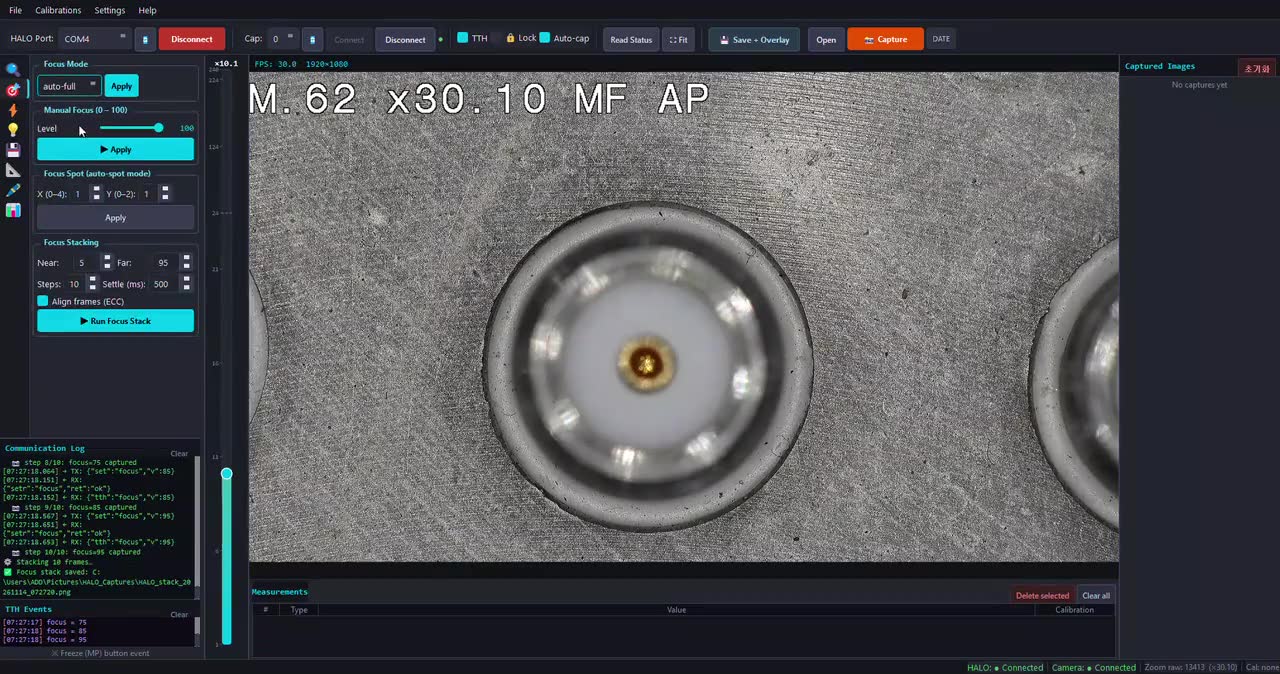 File Calibrations Settings Help
HALO Port: COM4 Disconnect Cap: 0 Connect Disconnect TTH Lock Auto-cap Read Status Fit Save + Overlay Open Capture DATE
Focus Mode
auto-full Apply
Manual Focus (0 – 100)
Level 100
▶ Apply
Focus Spot (auto-spot mode)
X (0–4): 1 Y (0–2): 1
Apply
Focus Stacking
Near: 5 Far: 95
Steps: 10 Settle (ms): 500
Align frames (ECC)
▶ Run Focus Stack
×10.1
124
124
24
21
16
11
6
1
FPS: 30.0 1920×1080
M.62 x30.10 MF AP
Captured Images 초기화
No captures yet
Communication Log Clear
step 8/10: focus=75 captured
[07:27:18.064] → TX: {"set":"focus","v":85}
[07:27:18.151] ← RX:
{"setr":"focus","ret":"ok"}
[07:27:18.152] ← RX: {"tth":"focus","v":85}
step 9/10: focus=85 captured
[07:27:18.567] → TX: {"set":"focus","v":95}
[07:27:18.651] ← RX:
{"setr":"focus","ret":"ok"}
[07:27:18.653] ← RX: {"tth":"focus","v":95}
step 10/10: focus=95 captured
Stacking 10 frames…
Focus stack saved: C:
\Users\ADD\Pictures\HALO_Captures\HALO_stack_20
261114_072720.png
TTH Events Clear
[07:27:17] focus = 75
[07:27:18] focus = 85
[07:27:18] focus = 95
※ Freeze (MP) button event
Measurements Delete selected Clear all
# Type Value Calibration
HALO: ● Connected Camera: ● Connected Zoom raw: 13413 (×30.10) Cal: none